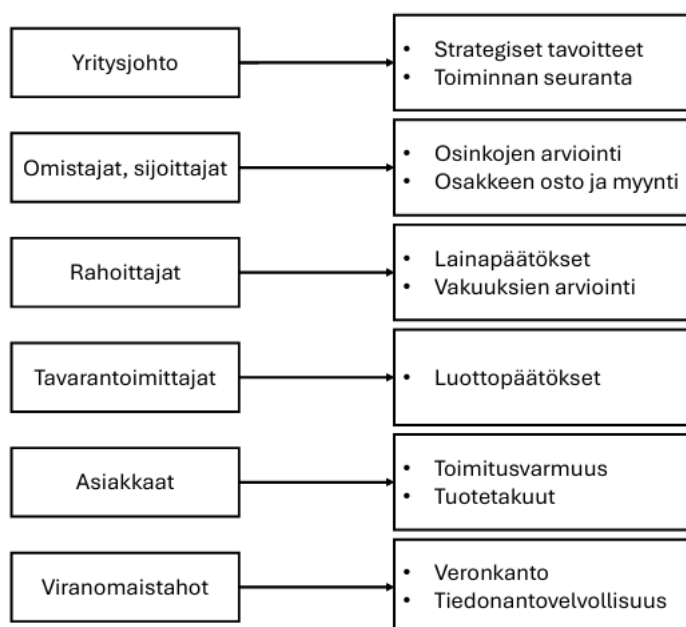 Yritysjohto
• Strategiset tavoitteet
• Toiminnan seuranta
Omistajat, sijoittajat
• Osinkojen arviointi
• Osakkeen osto ja myynti
Rahoittajat
• Lainapäätökset
• Vakuuksien arviointi
Tavarantoimittajat
• Luottopäätökset
Asiakkaat
• Toimitusvarmuus
• Tuotetakuut
Viranomaistahot
• Veronkanto
• Tiedonantovelvollisuus